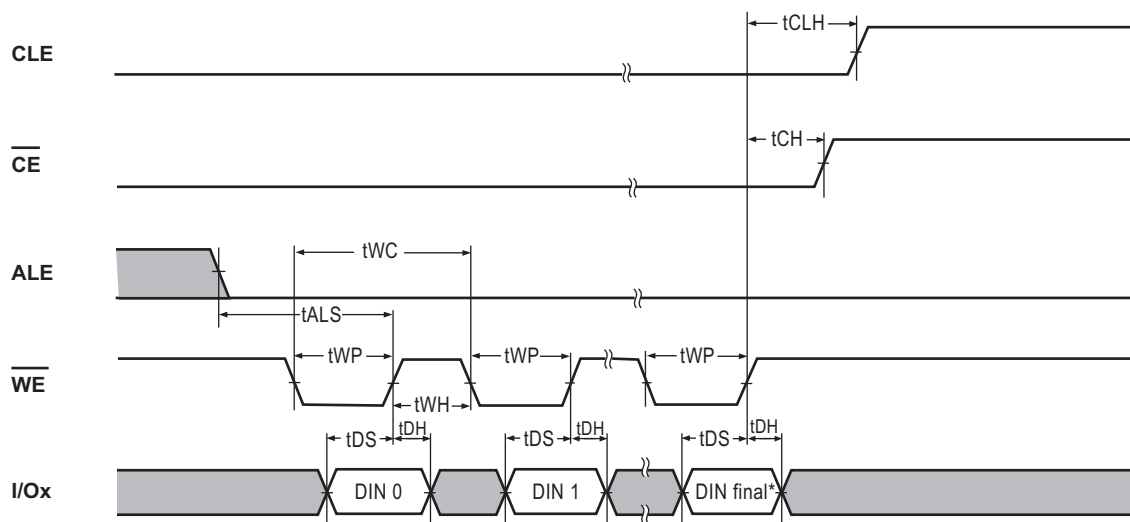 CLE
tCLH
CE
tCH
ALE
tWC
tALS
WE
tWP
tWP
tWP
tWH
tDS
tDH
tDS
tDH
tDS
tDH
I/Ox
DIN 0
DIN 1
DIN final*